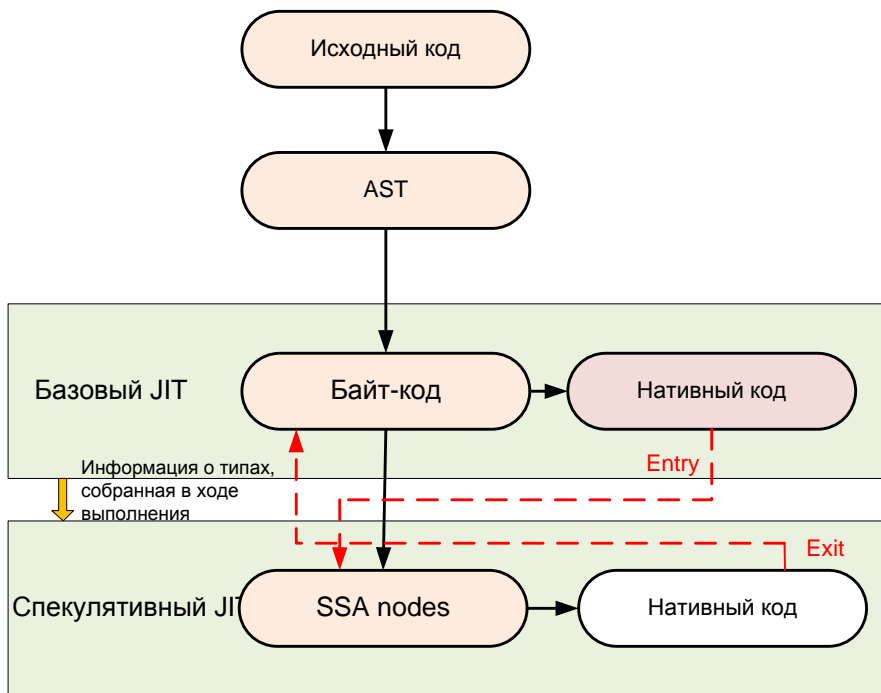 Исходный код
AST
Базовый JIT
Байт-код
Нативный код
Entry
Информация о типах,
собранная в ходе
выполнения
Exit
Спекулятивный JI
SSA nodes
Нативный код